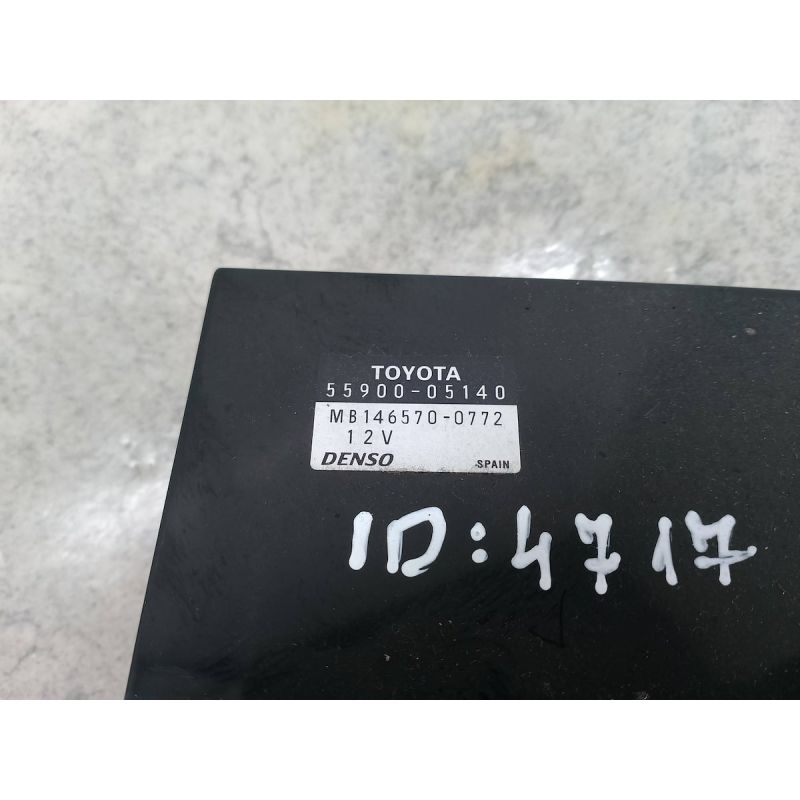 TOYOTA
55900-05140
MB146570-0772
12V
DENSO SPAIN
ID:4717